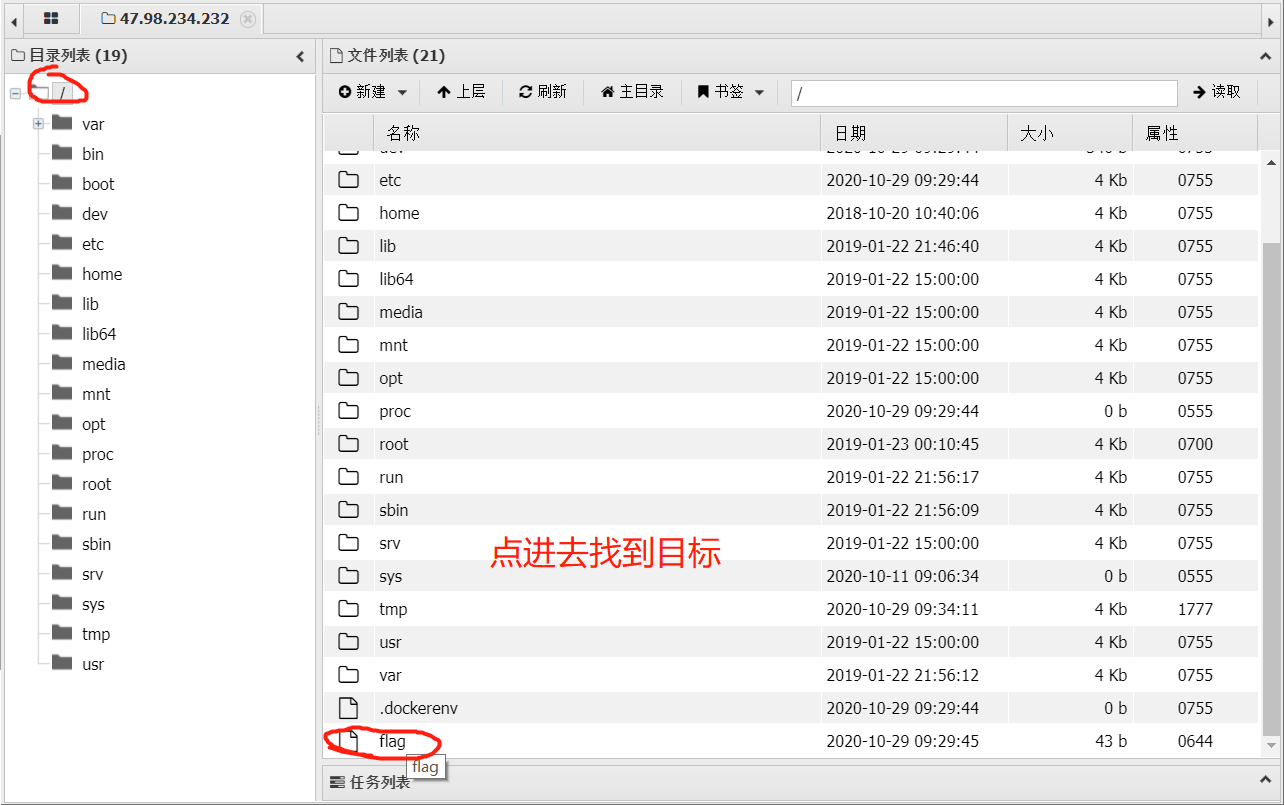 47.98.234.232
目录列表 (19)
文件列表 (21)
新建 上层 刷新 主目录 书签 / 读取
/
var
bin
boot
dev
etc
home
lib
lib64
media
mnt
opt
proc
root
run
sbin
srv
sys
tmp
usr
名称 日期 大小 属性
etc 2020-10-29 09:29:44 4 Kb 0755
home 2018-10-20 10:40:06 4 Kb 0755
lib 2019-01-22 21:46:40 4 Kb 0755
lib64 2019-01-22 15:00:00 4 Kb 0755
media 2019-01-22 15:00:00 4 Kb 0755
mnt 2019-01-22 15:00:00 4 Kb 0755
opt 2019-01-22 15:00:00 4 Kb 0755
proc 2020-10-29 09:29:44 0 b 0555
root 2019-01-23 00:10:45 4 Kb 0700
run 2019-01-22 21:56:17 4 Kb 0755
sbin 2019-01-22 21:56:09 4 Kb 0755
srv 2019-01-22 15:00:00 4 Kb 0755
点进去找到目标
sys 2020-10-11 09:06:34 0 b 0555
tmp 2020-10-29 09:34:11 4 Kb 1777
usr 2019-01-22 15:00:00 4 Kb 0755
var 2019-01-22 21:56:12 4 Kb 0755
.dockerenv 2020-10-29 09:29:44 0 b 0755
flag 2020-10-29 09:29:45 43 b 0644
flag
任务列表